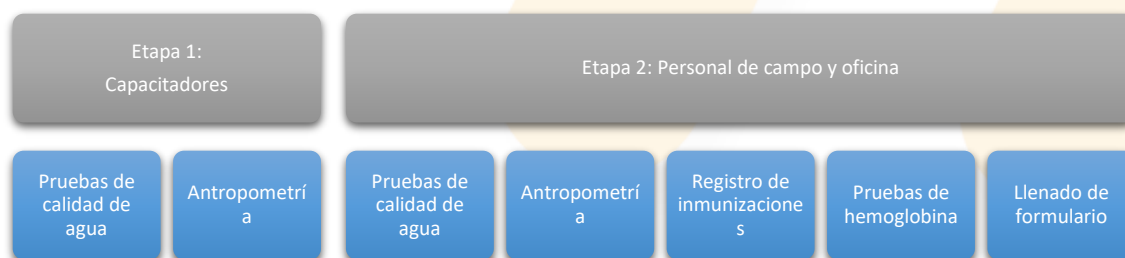 Etapa 1:
Capacitadores
Etapa 2: Personal de campo y oficina
Pruebas de
calidad de
agua
Antropometrí
a
Pruebas de
calidad de
agua
Antropometrí
a
Registro de
inmunizacione
s
Pruebas de
hemoglobina
Llenado de
formulario